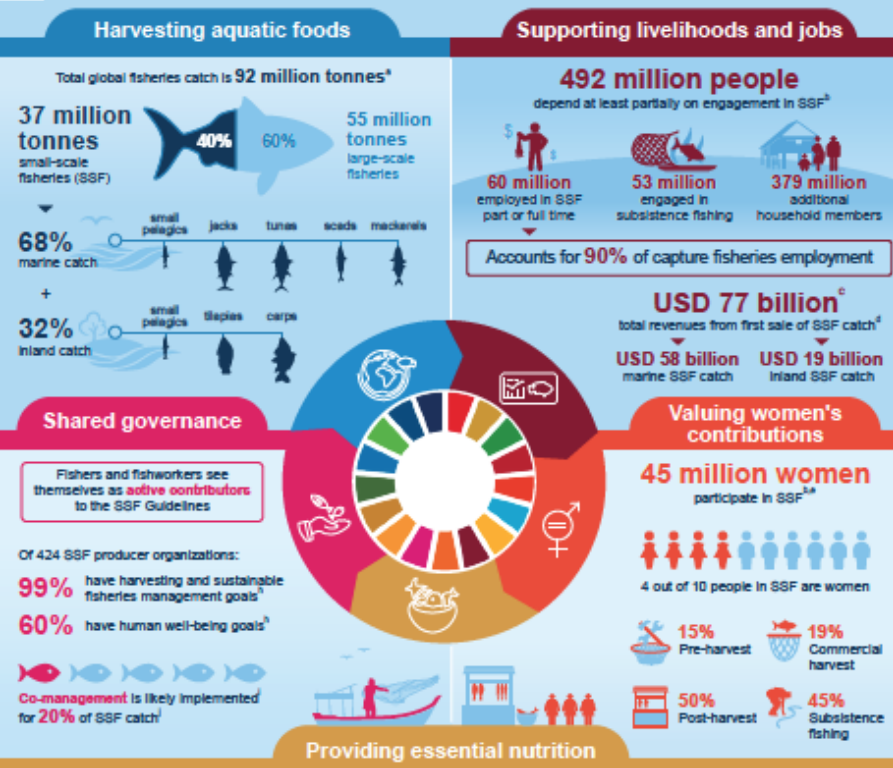 Harvesting aquatic foods
Total global fisheries catch is 92 million tonnesᵃ
37 million
tonnes
small-scale
fisheries (SSF)
40%
60%
55 million
tonnes
large-scale
fisheries
68%
marine catch
small
pelagics
jacks
tunas
scads
mackerels
+
32%
inland catch
small
pelagics
tilapias
carps
Supporting livelihoods and jobs
492 million people
depend at least partially on engagement in SSFᵇ
60 million
employed in SSF
part or full time
53 million
engaged in
subsistence fishing
379 million
additional
household members
Accounts for 90% of capture fisheries employment
USD 77 billionᶜ
total revenues from first sale of SSF catchᵈ
USD 58 billion
marine SSF catch
USD 19 billion
inland SSF catch
Shared governance
Fishers and fishworkers see
themselves as active contributors
to the SSF Guidelines
Of 424 SSF producer organizations:
99% have harvesting and sustainable
fisheries management goalsʰ
60% have human well-being goalsʰ
Co-management is likely implementedⁱ
for 20% of SSF catchʲ
Valuing women's
contributions
45 million women
participate in SSFᵇ,ᵉ
4 out of 10 people in SSF are women
15%
Pre-harvest
19%
Commercial
harvest
50%
Post-harvest
45%
Subsistence
fishing
Providing essential nutrition